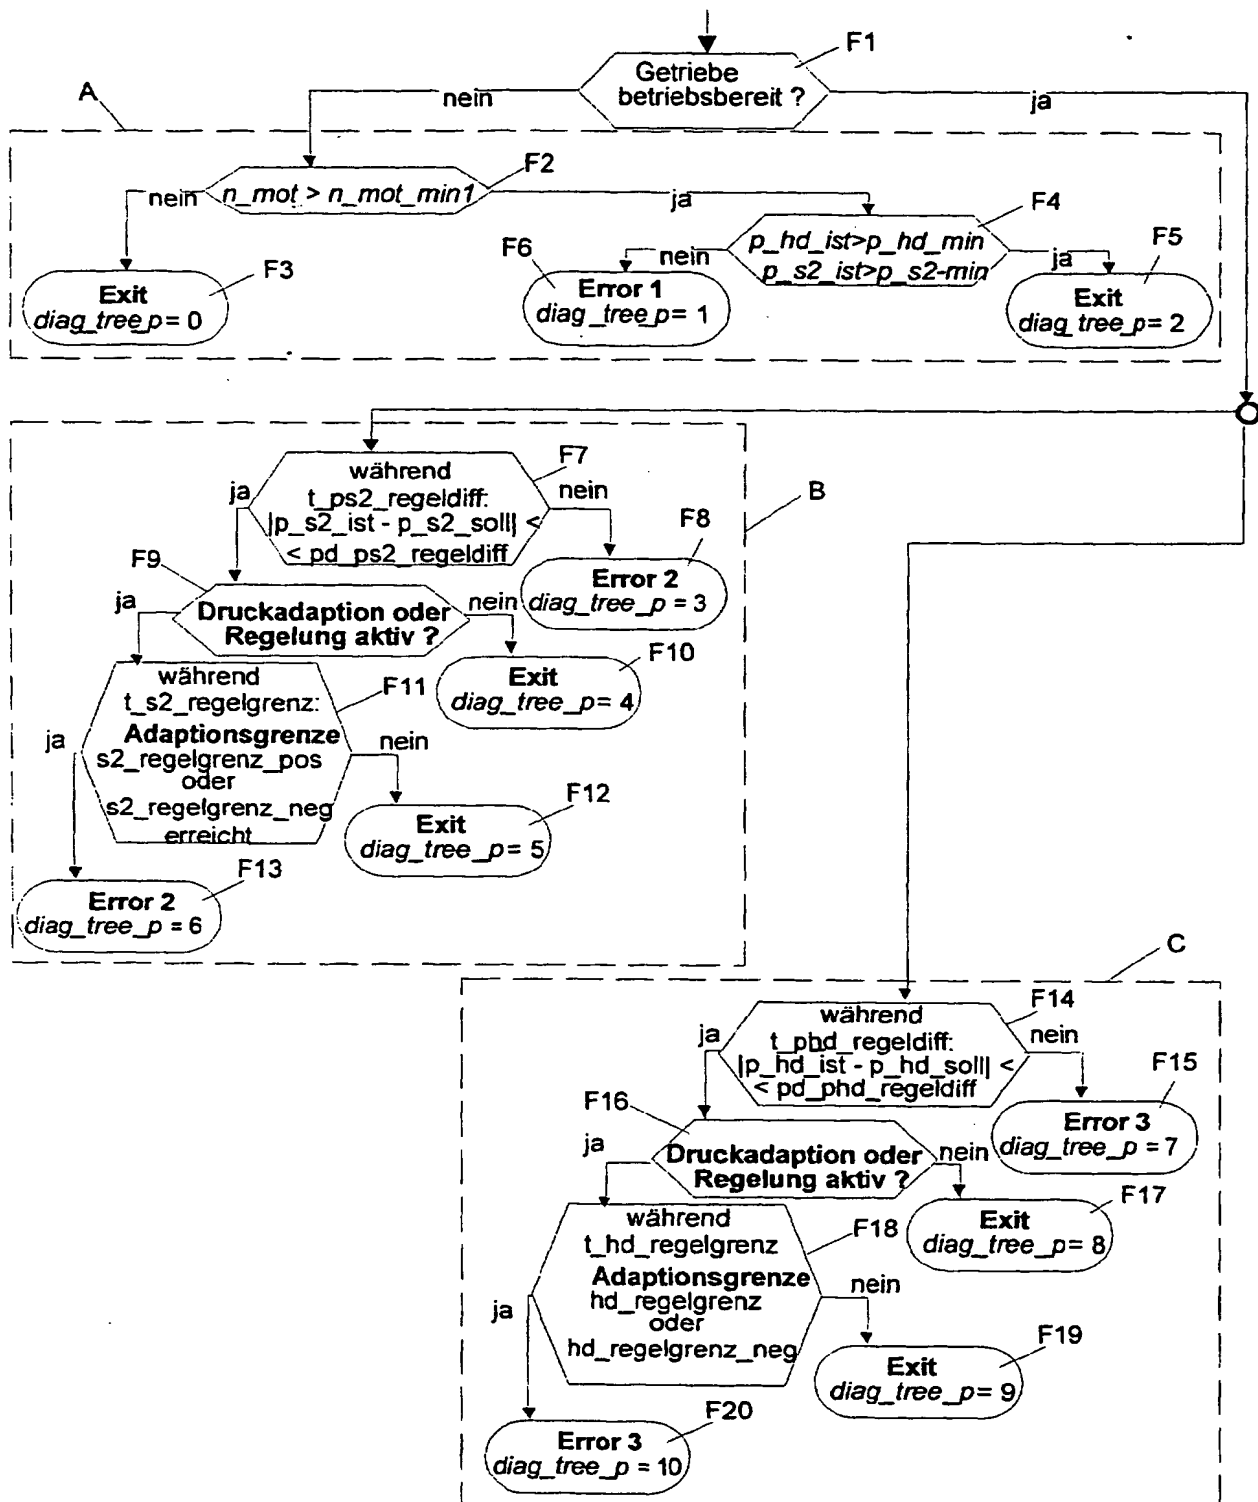 F1
Getriebe
betriebsbereit ?
nein
ja
A
F2
n_mot > n_mot_min1
nein
ja
F4
p_hd_ist>p_hd_min
p_s2_ist>p_s2-min
nein
ja
F3
Exit
diag_tree_p= 0
F6
Error 1
diag_tree_p= 1
F5
Exit
diag_tree_p= 2
B
F7
während
t_ps2_regeldiff:
|p_s2_ist - p_s2_soll| <
< pd_ps2_regeldiff
ja
nein
F8
Error 2
diag_tree_p = 3
F9
Druckadaption oder
Regelung aktiv ?
ja
nein
F10
Exit
diag_tree_p= 4
F11
während
t_s2_regelgrenz:
Adaptionsgrenze
s2_regelgrenz_pos
oder
s2_regelgrenz_neg
erreicht
ja
nein
F12
Exit
diag_tree_p= 5
F13
Error 2
diag_tree_p = 6
C
F14
während
t_phd_regeldiff:
|p_hd_ist - p_hd_soll| <
< pd_phd_regeldiff
ja
nein
F15
Error 3
diag_tree_p = 7
F16
Druckadaption oder
Regelung aktiv ?
ja
nein
F17
Exit
diag_tree_p= 8
F18
während
t_hd_regelgrenz
Adaptionsgrenze
hd_regelgrenz
oder
hd_regelgrenz_neg
ja
nein
F19
Exit
diag_tree_p= 9
F20
Error 3
diag_tree_p = 10